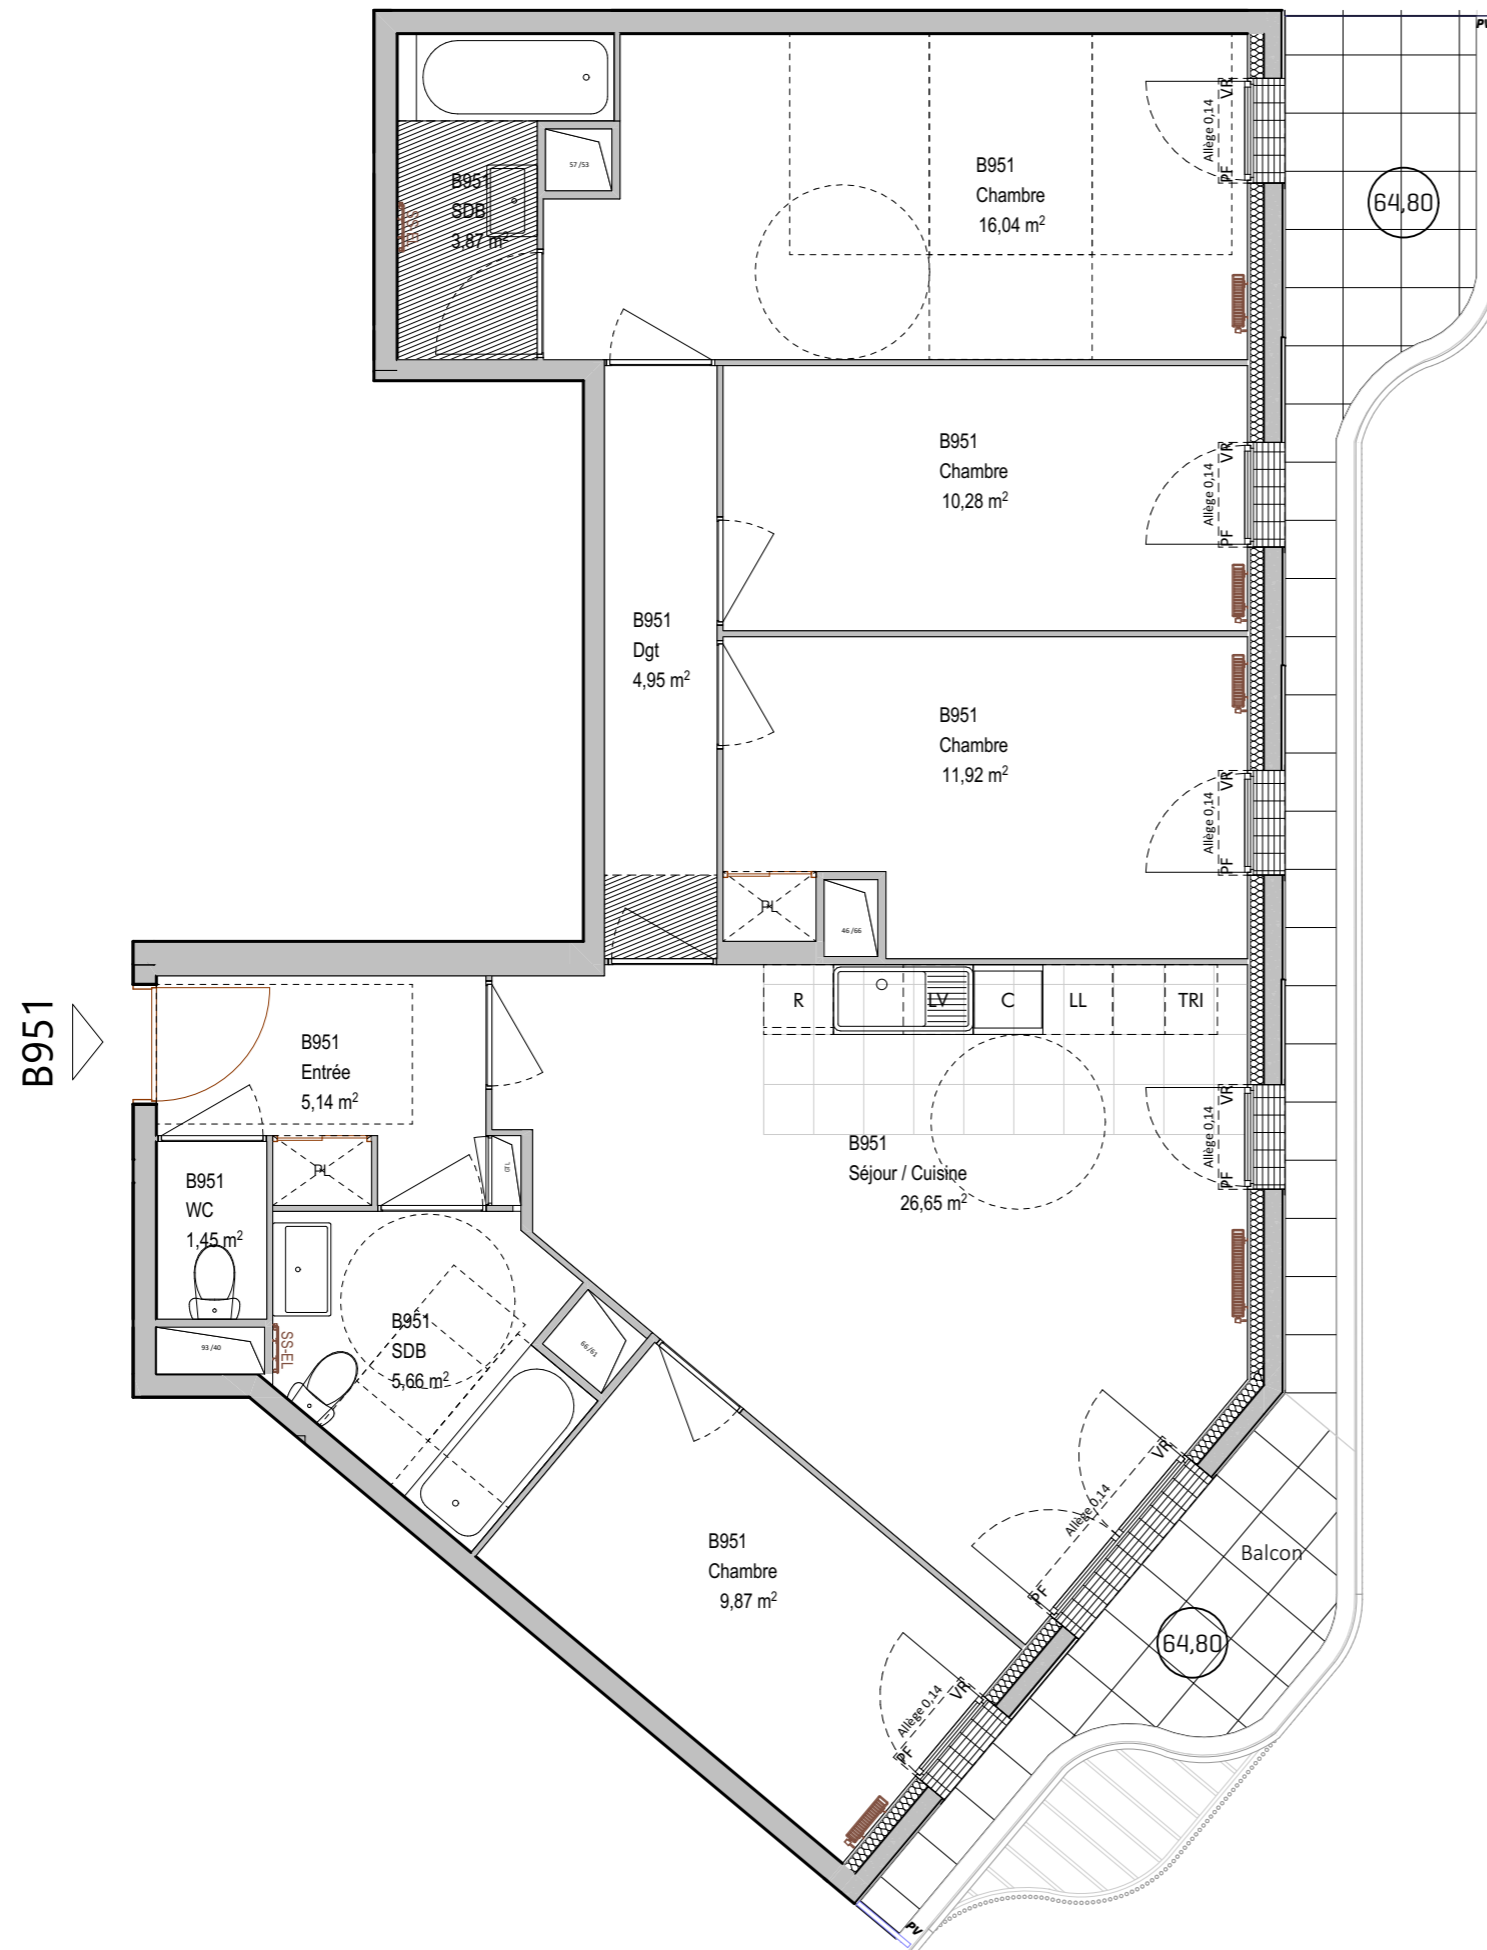 PV
57 /53
B951
SDB
3,87 m²
SS-EL
B951
Chambre
16,04 m²
VR
Allège 0,14
PF
64,80
B951
Chambre
10,28 m²
VR
Allège 0,14
PF
B951
Dgt
4,95 m²
B951
Chambre
11,92 m²
VR
Allège 0,14
PF
PL
46 /66
B951
R
LV
C
LL
TRI
B951
Entrée
5,14 m²
VR
Allège 0,14
PF
B951
Séjour / Cuisine
26,65 m²
PL
B951
WC
1,45 m²
93 /40
SS-EL
B951
SDB
5,66 m²
66/61
VR
Allège 0,14
PF
B951
Chambre
9,87 m²
Balcon
64,80
VR
Allège 0,14
PF
PV